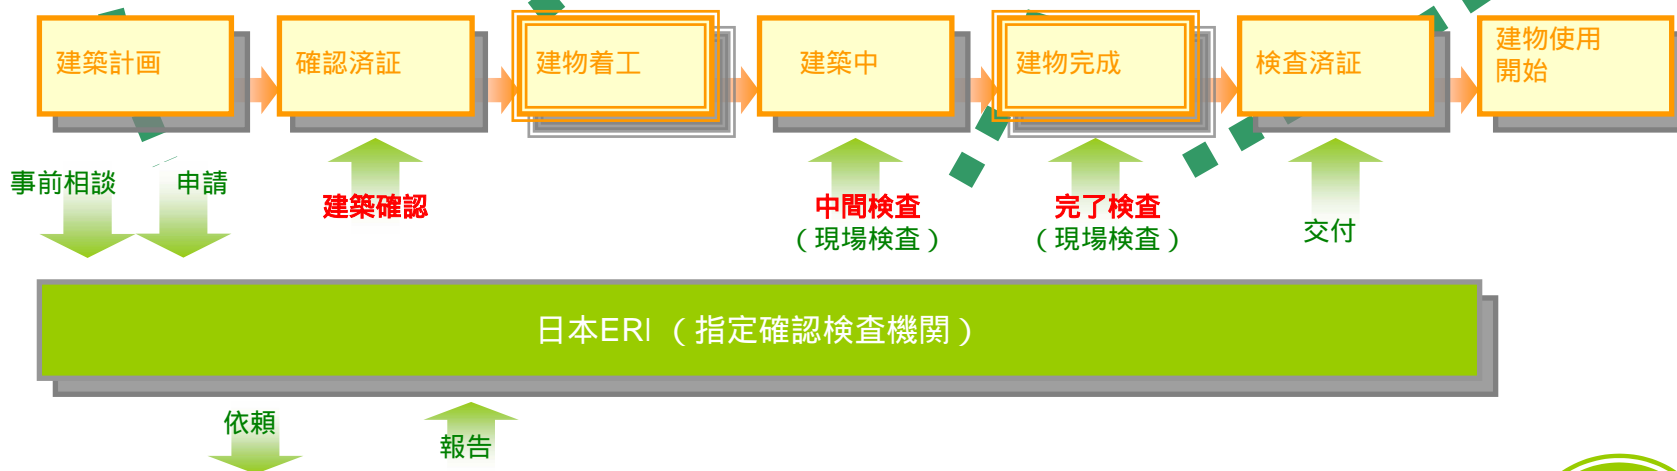 建築計画
確認済証
建物着工
建築中
建物完成
検査済証
建物使用
開始
事前相談
申請
建築確認
中間検査
（現場検査）
完了検査
（現場検査）
交付
日本ERI （指定確認検査機関）
依頼
報告